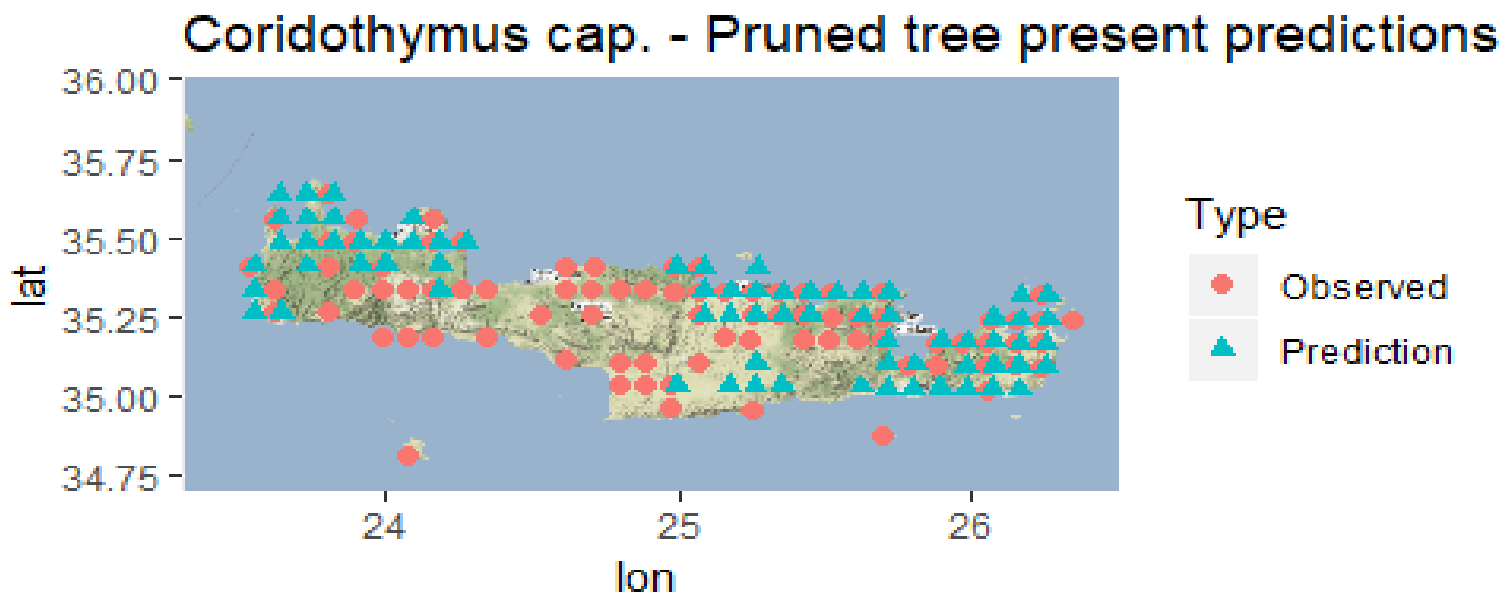 Coridothymus cap. - Pruned tree present predictions
36.00
35.75
35.50
35.25
35.00
34.75
lat
24
25
26
lon
Type
Observed
Prediction